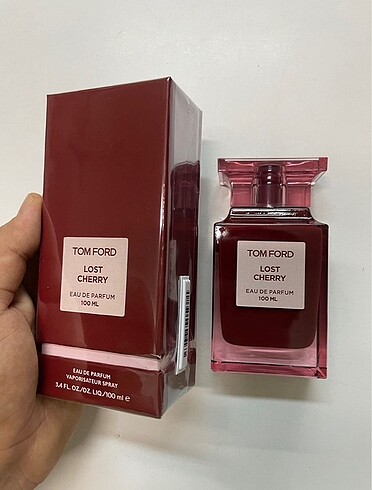 TOM FORD
LOST
CHERRY
EAU DE PARFUM
100 ML
EAU DE PARFUM
VAPORISATEUR SPRAY
3.4 FL. OZ./OZ. LIQ./100 ml e
TOM FORD
LOST
CHERRY
EAU DE PARFUM
100 ML